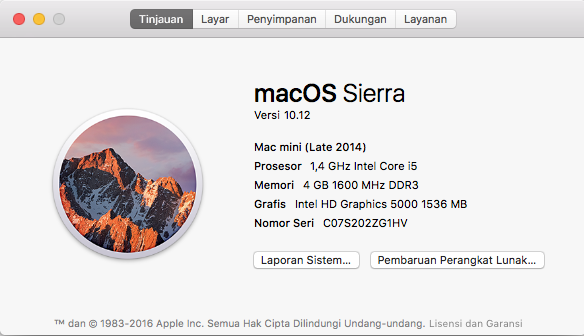 Tinjauan Layar Penyimpanan Dukungan Layanan
macOS Sierra
Versi 10.12
Mac mini (Late 2014)
Prosesor 1,4 GHz Intel Core i5
Memori 4 GB 1600 MHz DDR3
Grafis Intel HD Graphics 5000 1536 MB
Nomor Seri C07S202ZG1HV
Laporan Sistem... Pembaruan Perangkat Lunak...
™ dan © 1983-2016 Apple Inc. Semua Hak Cipta Dilindungi Undang-undang. Lisensi dan Garansi